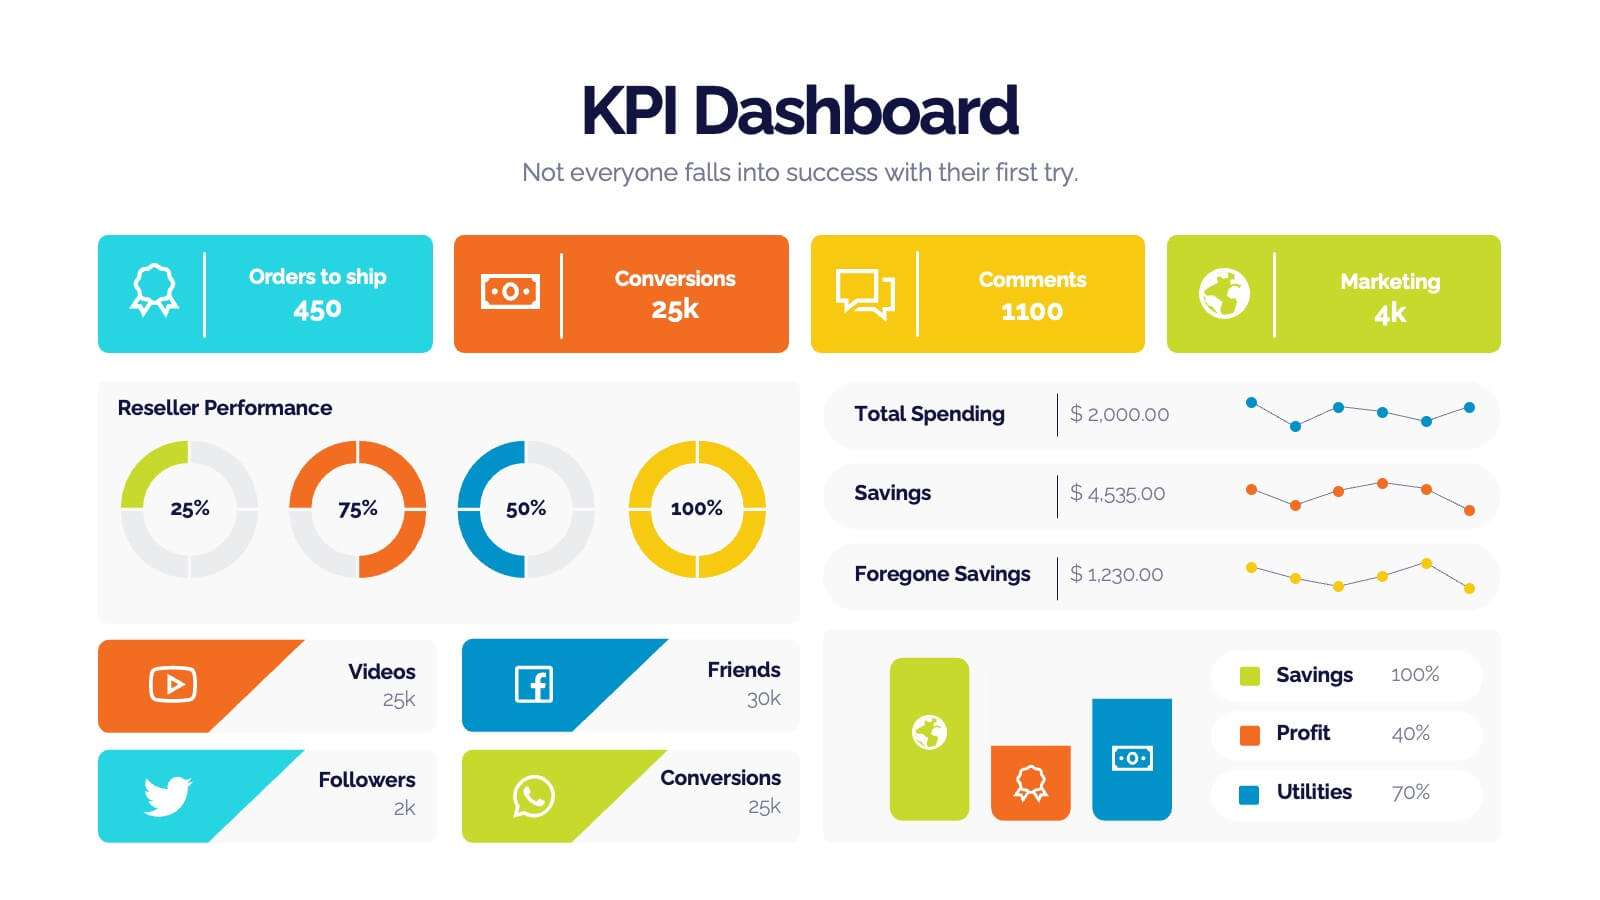 KPI Dashboard
Not everyone falls into success with their first try.
Orders to ship
450
Conversions
25k
Comments
1100
Marketing
4k
Reseller Performance
25%
75%
50%
100%
Total Spending
$ 2,000.00
Savings
$ 4,535.00
Foregone Savings
$ 1,230.00
Videos
25k
Friends
30k
Followers
2k
Conversions
25k
Savings 100%
Profit 40%
Utilities 70%